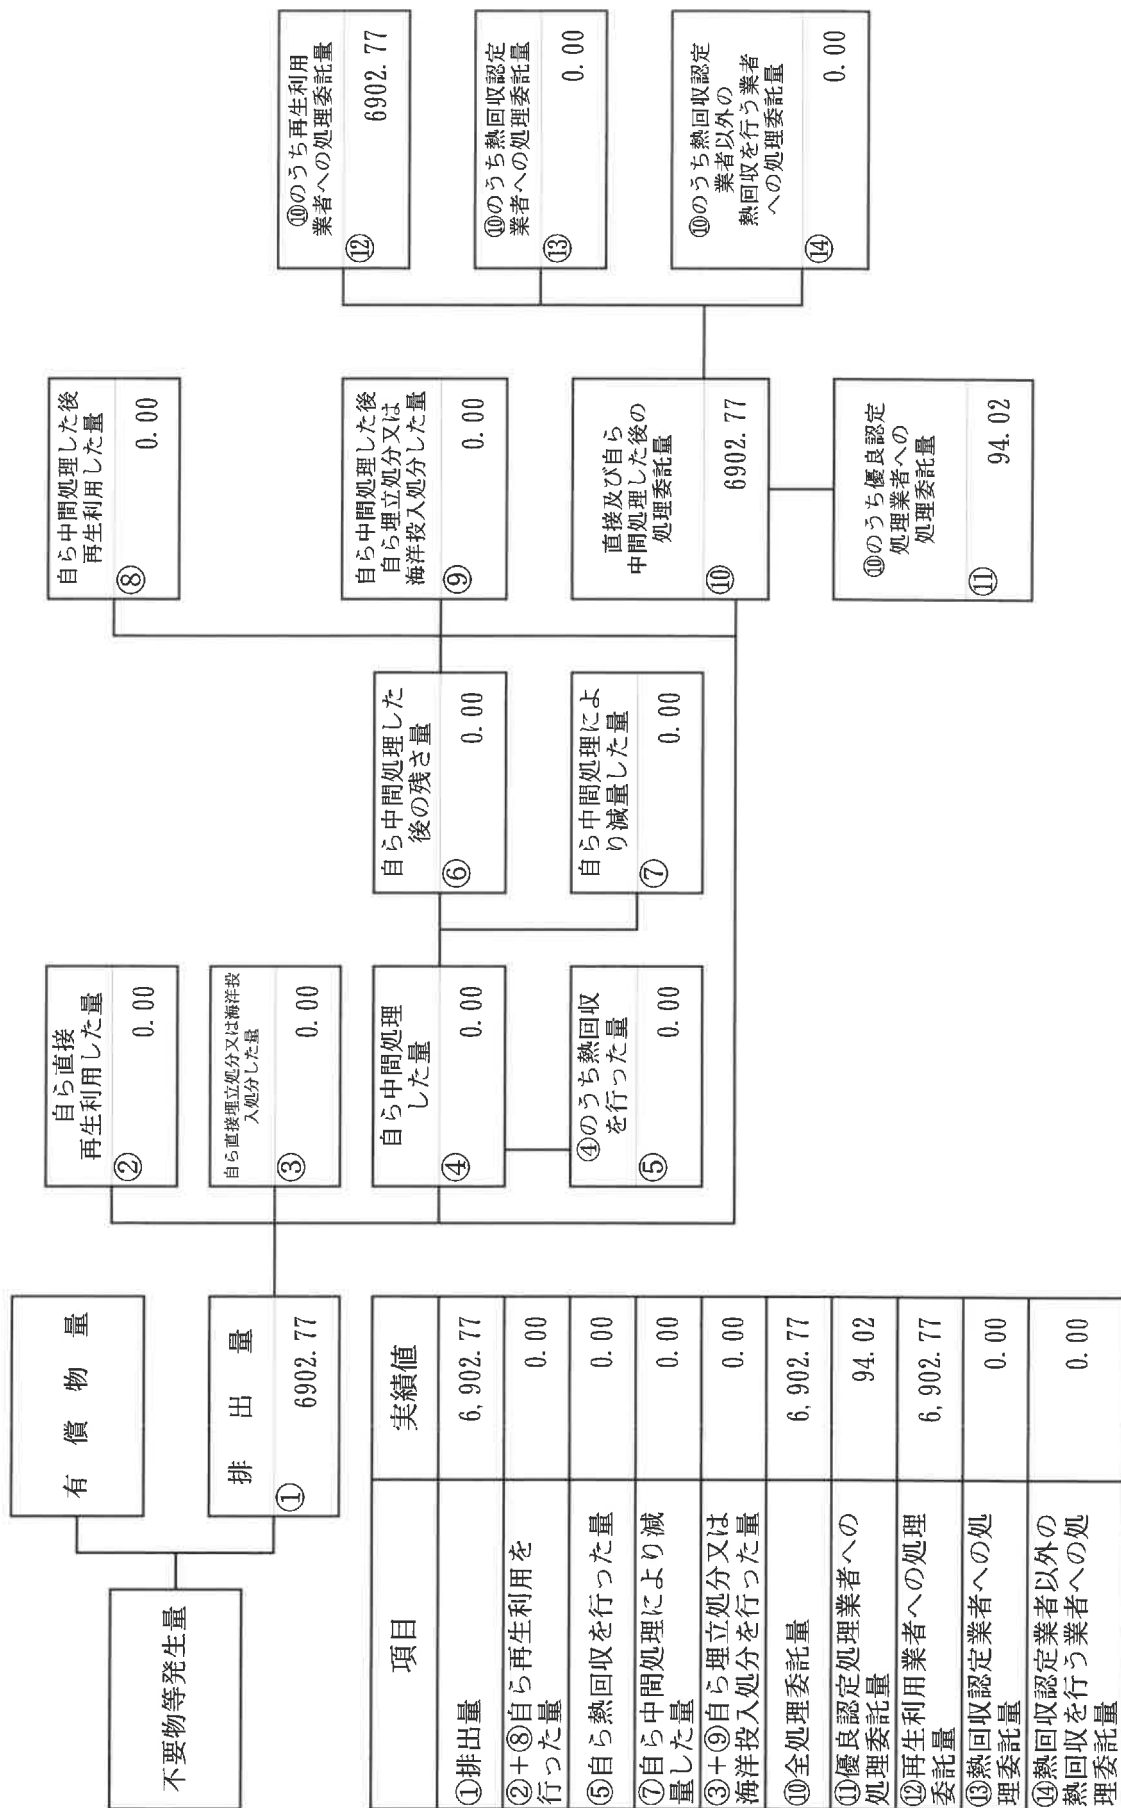 不要物等発生量
有償物量
排出量
① 6902.77
自ら直接
再生利用した量
② 0.00
自ら直接埋立処分又は海洋投
入処分した量
③ 0.00
自ら中間処理
した量
④ 0.00
④のうち熱回収
を行った量
⑤ 0.00
自ら中間処理した
後の残さ量
⑥ 0.00
自ら中間処理によ
り減量した量
⑦ 0.00
自ら中間処理した後
再生利用した量
⑧ 0.00
自ら中間処理した後
自ら埋立処分又は
海洋投入処分した量
⑨ 0.00
直接及び自ら
中間処理した後の
処理委託量
⑩ 6902.77
⑩のうち優良認定
処理業者への
処理委託量
⑪ 94.02
⑩のうち再生利用
業者への処理委託量
⑫ 6902.77
⑩のうち熱回収認定
業者への処理委託量
⑬ 0.00
⑩のうち熱回収認定
業者以外の
熱回収を行う業者
への処理委託量
⑭ 0.00
項目 実績値
①排出量 6,902.77
②+⑧自ら再生利用を
行った量 0.00
⑤自ら熱回収を行った量 0.00
⑦自ら中間処理により減
量した量 0.00
③+⑨自ら埋立処分又は
海洋投入処分を行った量 0.00
⑩全処理委託量 6,902.77
⑪優良認定処理業者への
処理委託量 94.02
⑫再生利用業者への処理
委託量 6,902.77
⑬熱回収認定業者への処
理委託量 0.00
⑭熱回収認定業者以外の
熱回収を行う業者への処
理委託量 0.00